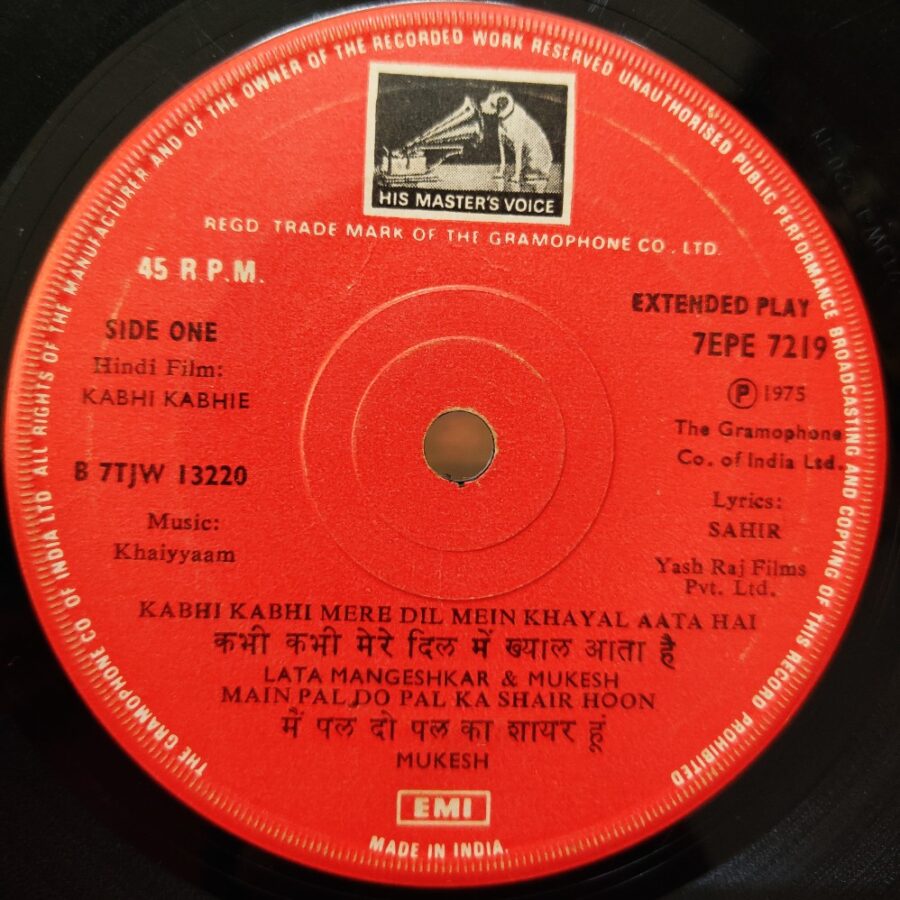 THE GRAMOPHONE CO OF INDIA LTD ALL RIGHTS OF THE MANUFACTURER AND OF THE OWNER OF THE RECORDED WORK RESERVED UNAUTHORISED PUBLIC PERFORMANCE BROADCASTING AND COPYING OF THIS RECORD PROHIBITED
HIS MASTER'S VOICE
REGD. TRADE MARK OF THE GRAMOPHONE CO. LTD.
45 R.P.M.
SIDE ONE
Hindi Film:
KABHI KABHIE
B 7TJW 13220
Music:
Khaiyyaam
EXTENDED PLAY
7EPE 7219
℗ 1975
The Gramophone
Co. of India Ltd.
Lyrics:
SAHIR
Yash Raj Films
Pvt. Ltd.
KABHI KABHI MERE DIL MEIN KHAYAL AATA HAI
कभी कभी मेरे दिल में ख्याल आता है
LATA MANGESHKAR & MUKESH
MAIN PAL DO PAL KA SHAIR HOON
मैं पल दो पल का शायर हूं
MUKESH
EMI
MADE IN INDIA.